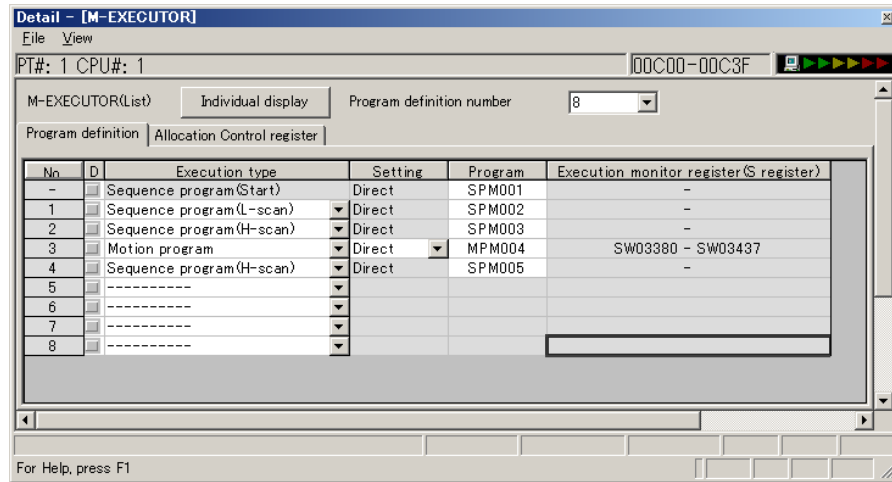 Detail - [M-EXECUTOR]
File View
PT#: 1 CPU#: 1 00C00-00C3F
M-EXECUTOR(List) Individual display Program definition number 8
Program definition Allocation Control register
No D Execution type Setting Program Execution monitor register(S register)
- Sequence program(Start) Direct SPM001 -
1 Sequence program(L-scan) Direct SPM002 -
2 Sequence program(H-scan) Direct SPM003 -
3 Motion program Direct MPM004 SW03380 - SW03437
4 Sequence program(H-scan) Direct SPM005 -
5 ----------
6 ----------
7 ----------
8 ----------
For Help, press F1